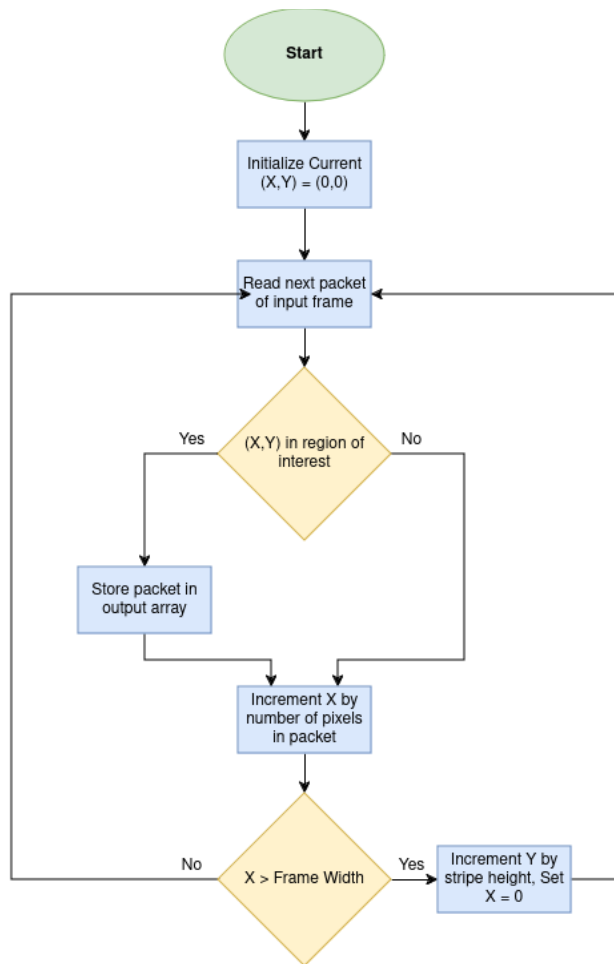 Start
Initialize Current
(X,Y) = (0,0)
Read next packet
of input frame
Yes
(X,Y) in region of
interest
No
Store packet in
output array
Increment X by
number of pixels
in packet
No
X > Frame Width
Yes
Increment Y by
stripe height, Set
X = 0